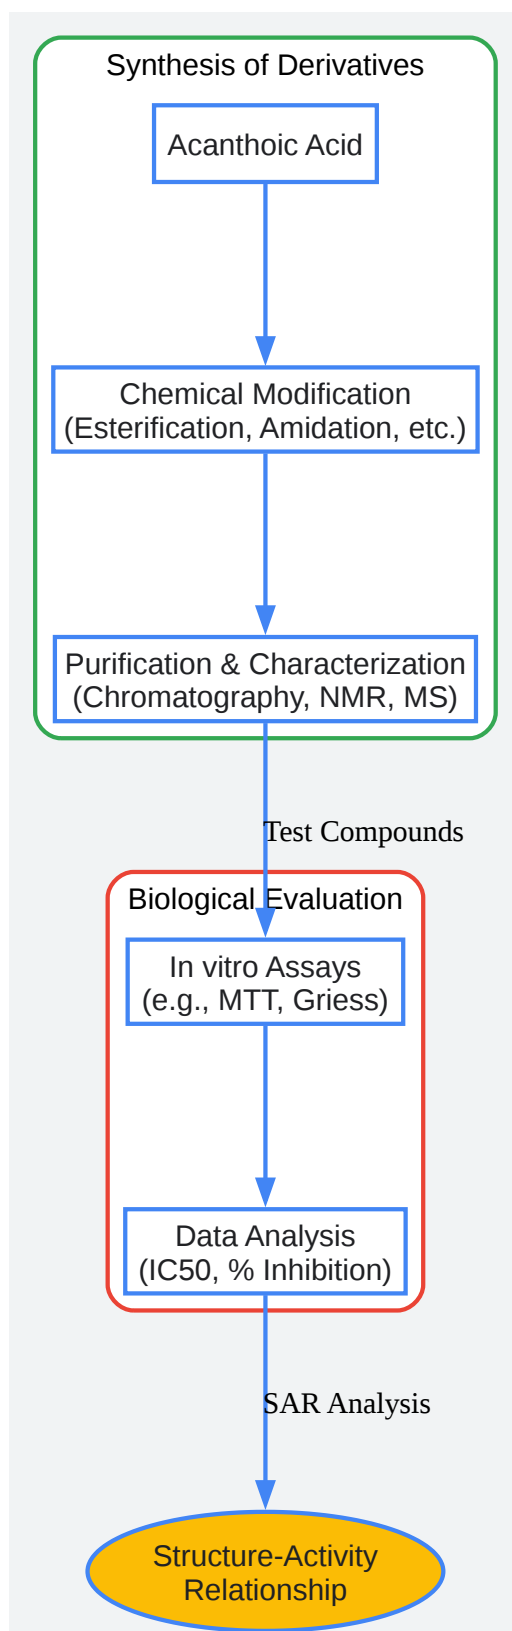 Synthesis of Derivatives
Acanthoic Acid
Chemical Modification
(Esterification, Amidation, etc.)
Purification & Characterization
(Chromatography, NMR, MS)
Test Compounds
Biological Evaluation
In vitro Assays
(e.g., MTT, Griess)
Data Analysis
(IC50, % Inhibition)
SAR Analysis
Structure-Activity
Relationship